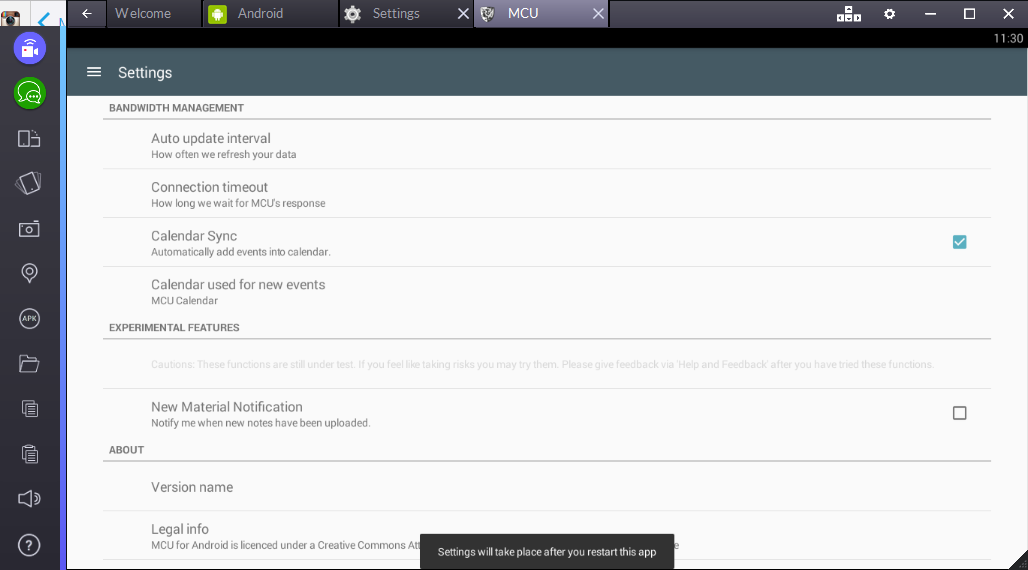 Welcome
Android
Settings
MCU
11:30
Settings
BANDWIDTH MANAGEMENT
Auto update interval
How often we refresh your data
Connection timeout
How long we wait for MCU's response
Calendar Sync
Automatically add events into calendar.
Calendar used for new events
MCU Calendar
EXPERIMENTAL FEATURES
Cautions: These functions are still under test. If you feel like taking risks you may try them. Please give feedback via 'Help and Feedback' after you have tried these functions.
APK
New Material Notification
Notify me when new notes have been uploaded.
ABOUT
Version name
Legal info
MCU for Android is licenced under a Creative Commons
Settings will take place after you restart this app